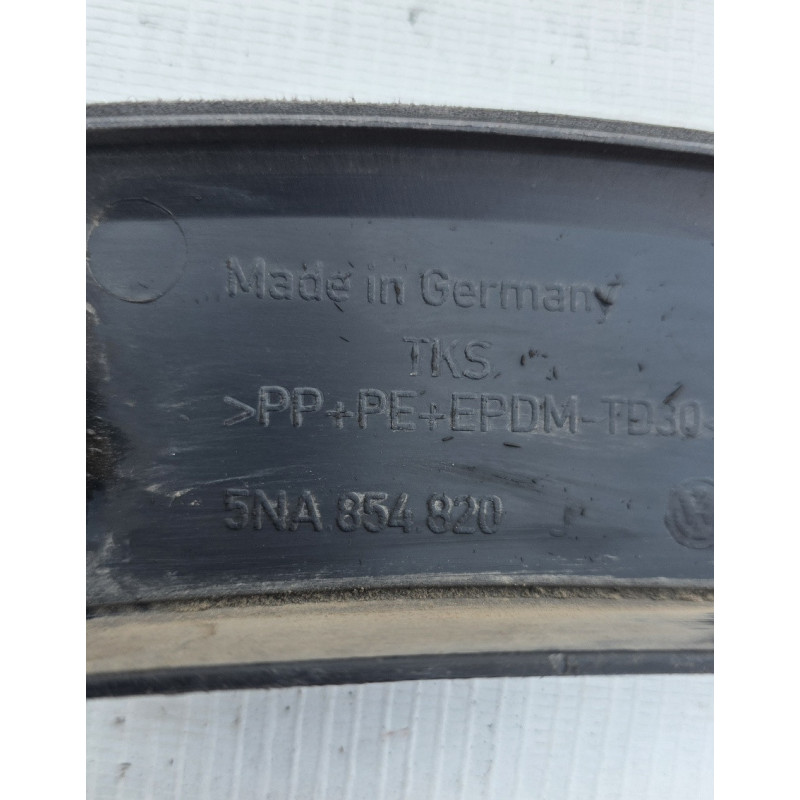 Made in Germany
TKS
>PP+PE+EPDM-TD30<
5NA.854.820